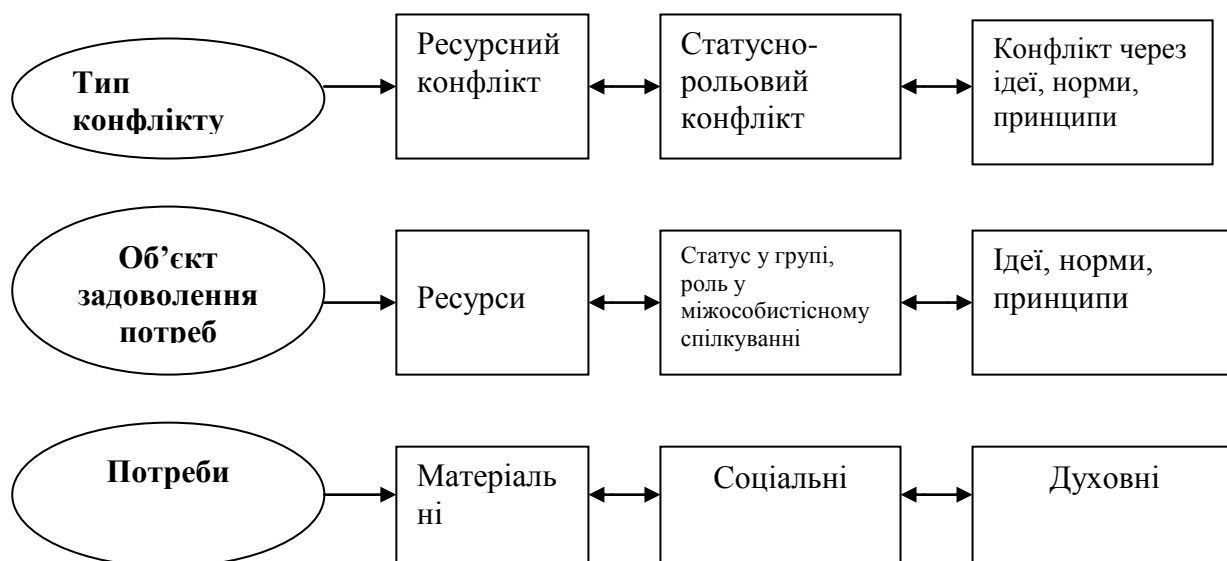 Тип
конфлікту
Ресурсний
конфлікт
Статусно-
рольовий
конфлікт
Конфлікт через
ідеї, норми,
принципи
Об’єкт
задоволення
потреб
Ресурси
Статус у групі,
роль у
міжособистісному
спілкуванні
Ідеї, норми,
принципи
Потреби
Матеріаль
ні
Соціальні
Духовні